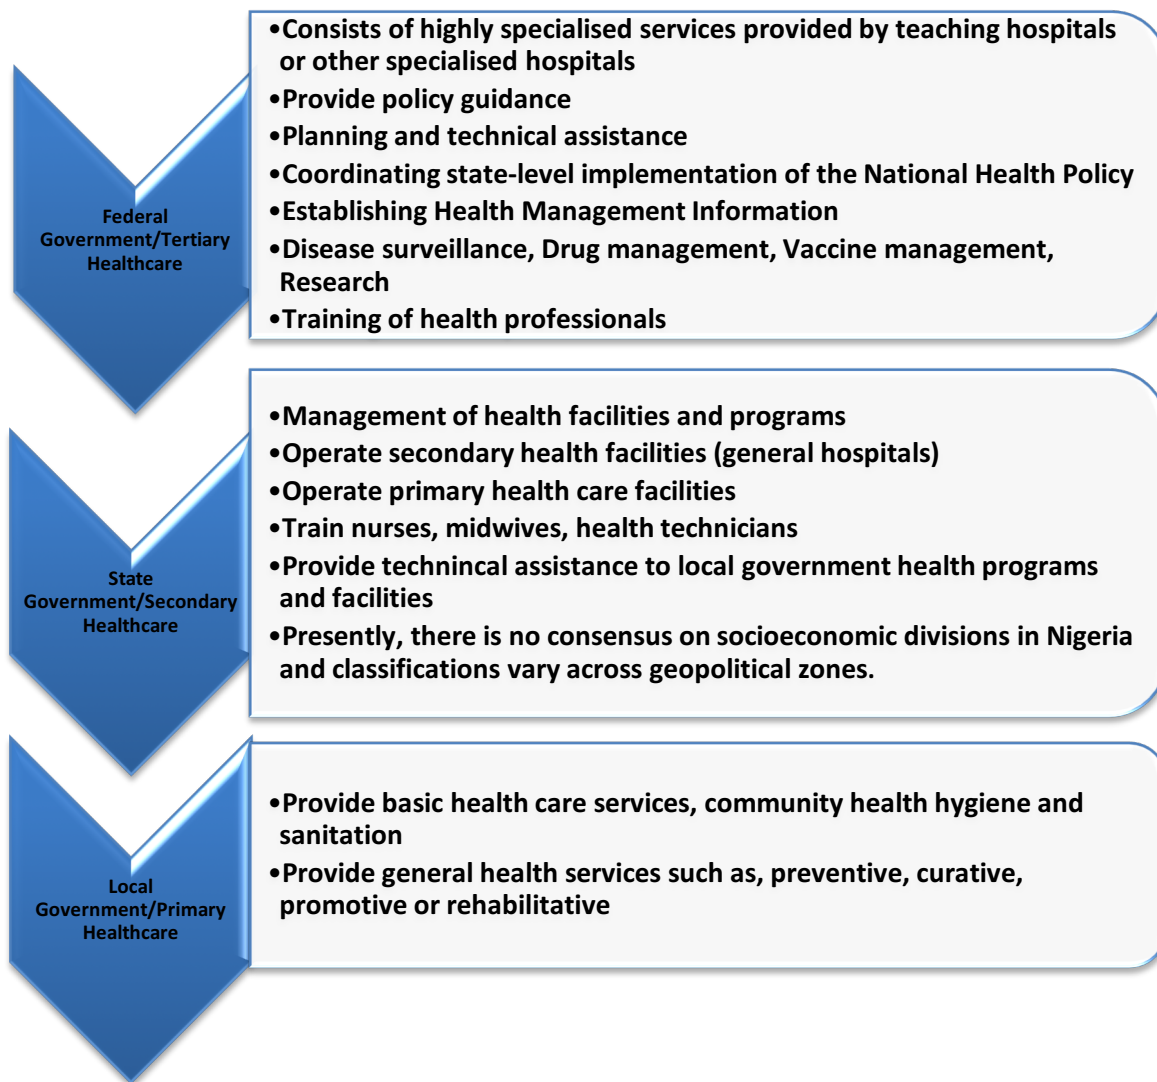 •Consists of highly specialised services provided by teaching hospitals
or other specialised hospitals
•Provide policy guidance
•Planning and technical assistance
•Coordinating state-level implementation of the National Health Policy
•Establishing Health Management Information
•Disease surveillance, Drug management, Vaccine management,
Research
•Training of health professionals
Federal
Government/Tertiary
Healthcare
•Management of health facilities and programs
•Operate secondary health facilities (general hospitals)
•Operate primary health care facilities
•Train nurses, midwives, health technicians
•Provide technincal assistance to local government health programs
and facilities
•Presently, there is no consensus on socioeconomic divisions in Nigeria
and classifications vary across geopolitical zones.
State
Government/Secondary
Healthcare
•Provide basic health care services, community health hygiene and
sanitation
•Provide general health services such as, preventive, curative,
promotive or rehabilitative
Local
Government/Primary
Healthcare